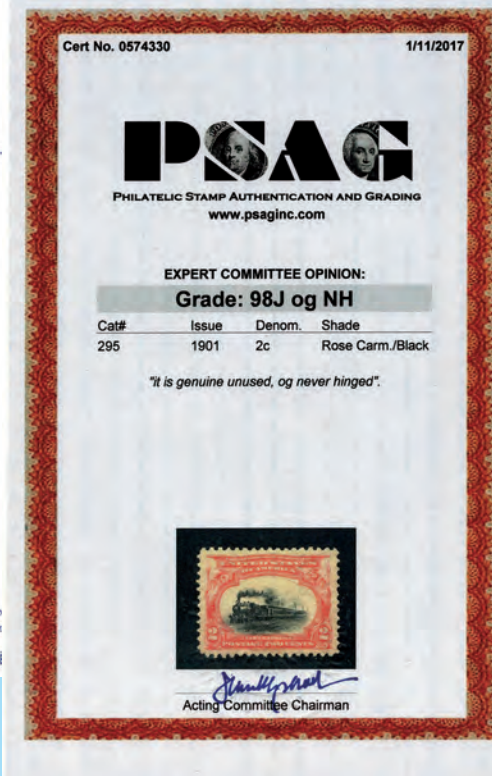 Cert No. 0574330 1/11/2017
PSAG
PHILATELIC STAMP AUTHENTICATION AND GRADING
www.psaginc.com
EXPERT COMMITTEE OPINION:
Grade: 98J og NH
Cat# Issue Denom. Shade
295 1901 2c Rose Carm./Black
"it is genuine unused, og never hinged".
2 2
Acting Committee Chairman